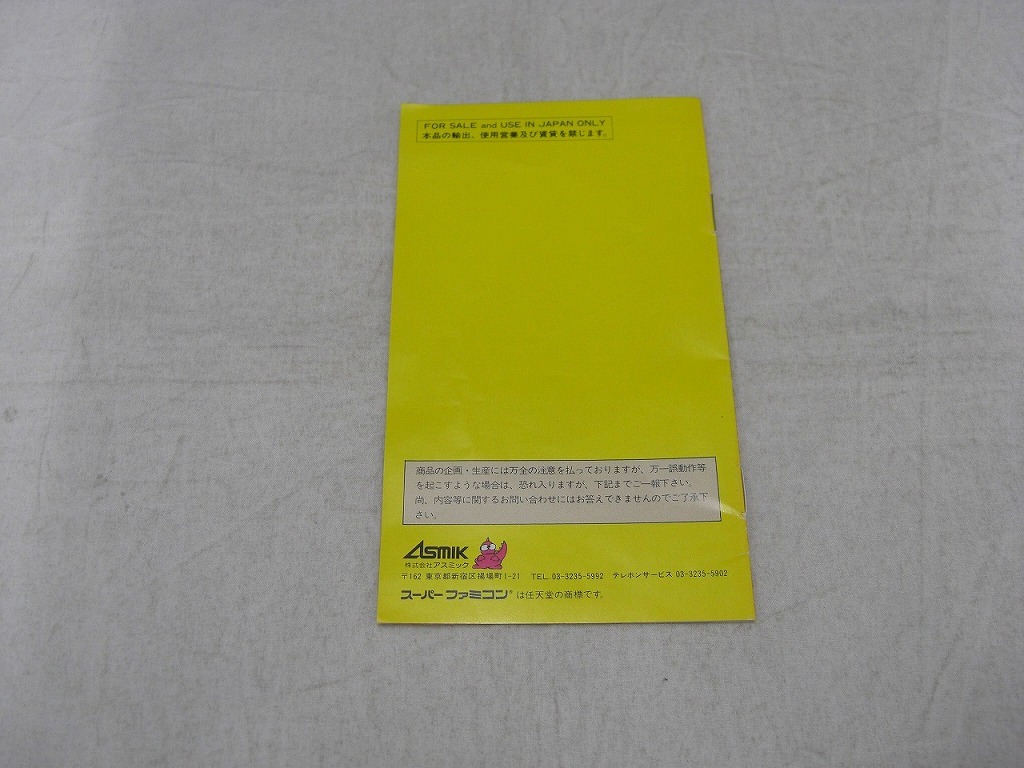 FOR SALE and USE IN JAPAN ONLY
本品の輸出、使用営業及び賃貸を禁じます。
商品の企画・生産には万全の注意を払っておりますが、万一誤動作等
を起こすような場合は、恐れ入りますが、下記までご一報下さい。
尚、内容等に関するお問い合わせにはお答えできませんのでご了承下
さい。
ASMIK
株式会社アスミック
〒162 東京都新宿区揚場町1-21 TEL. 03-3235-5992 テレホンサービス 03-3235-5902
スーパーファミコン®は任天堂の商標です。